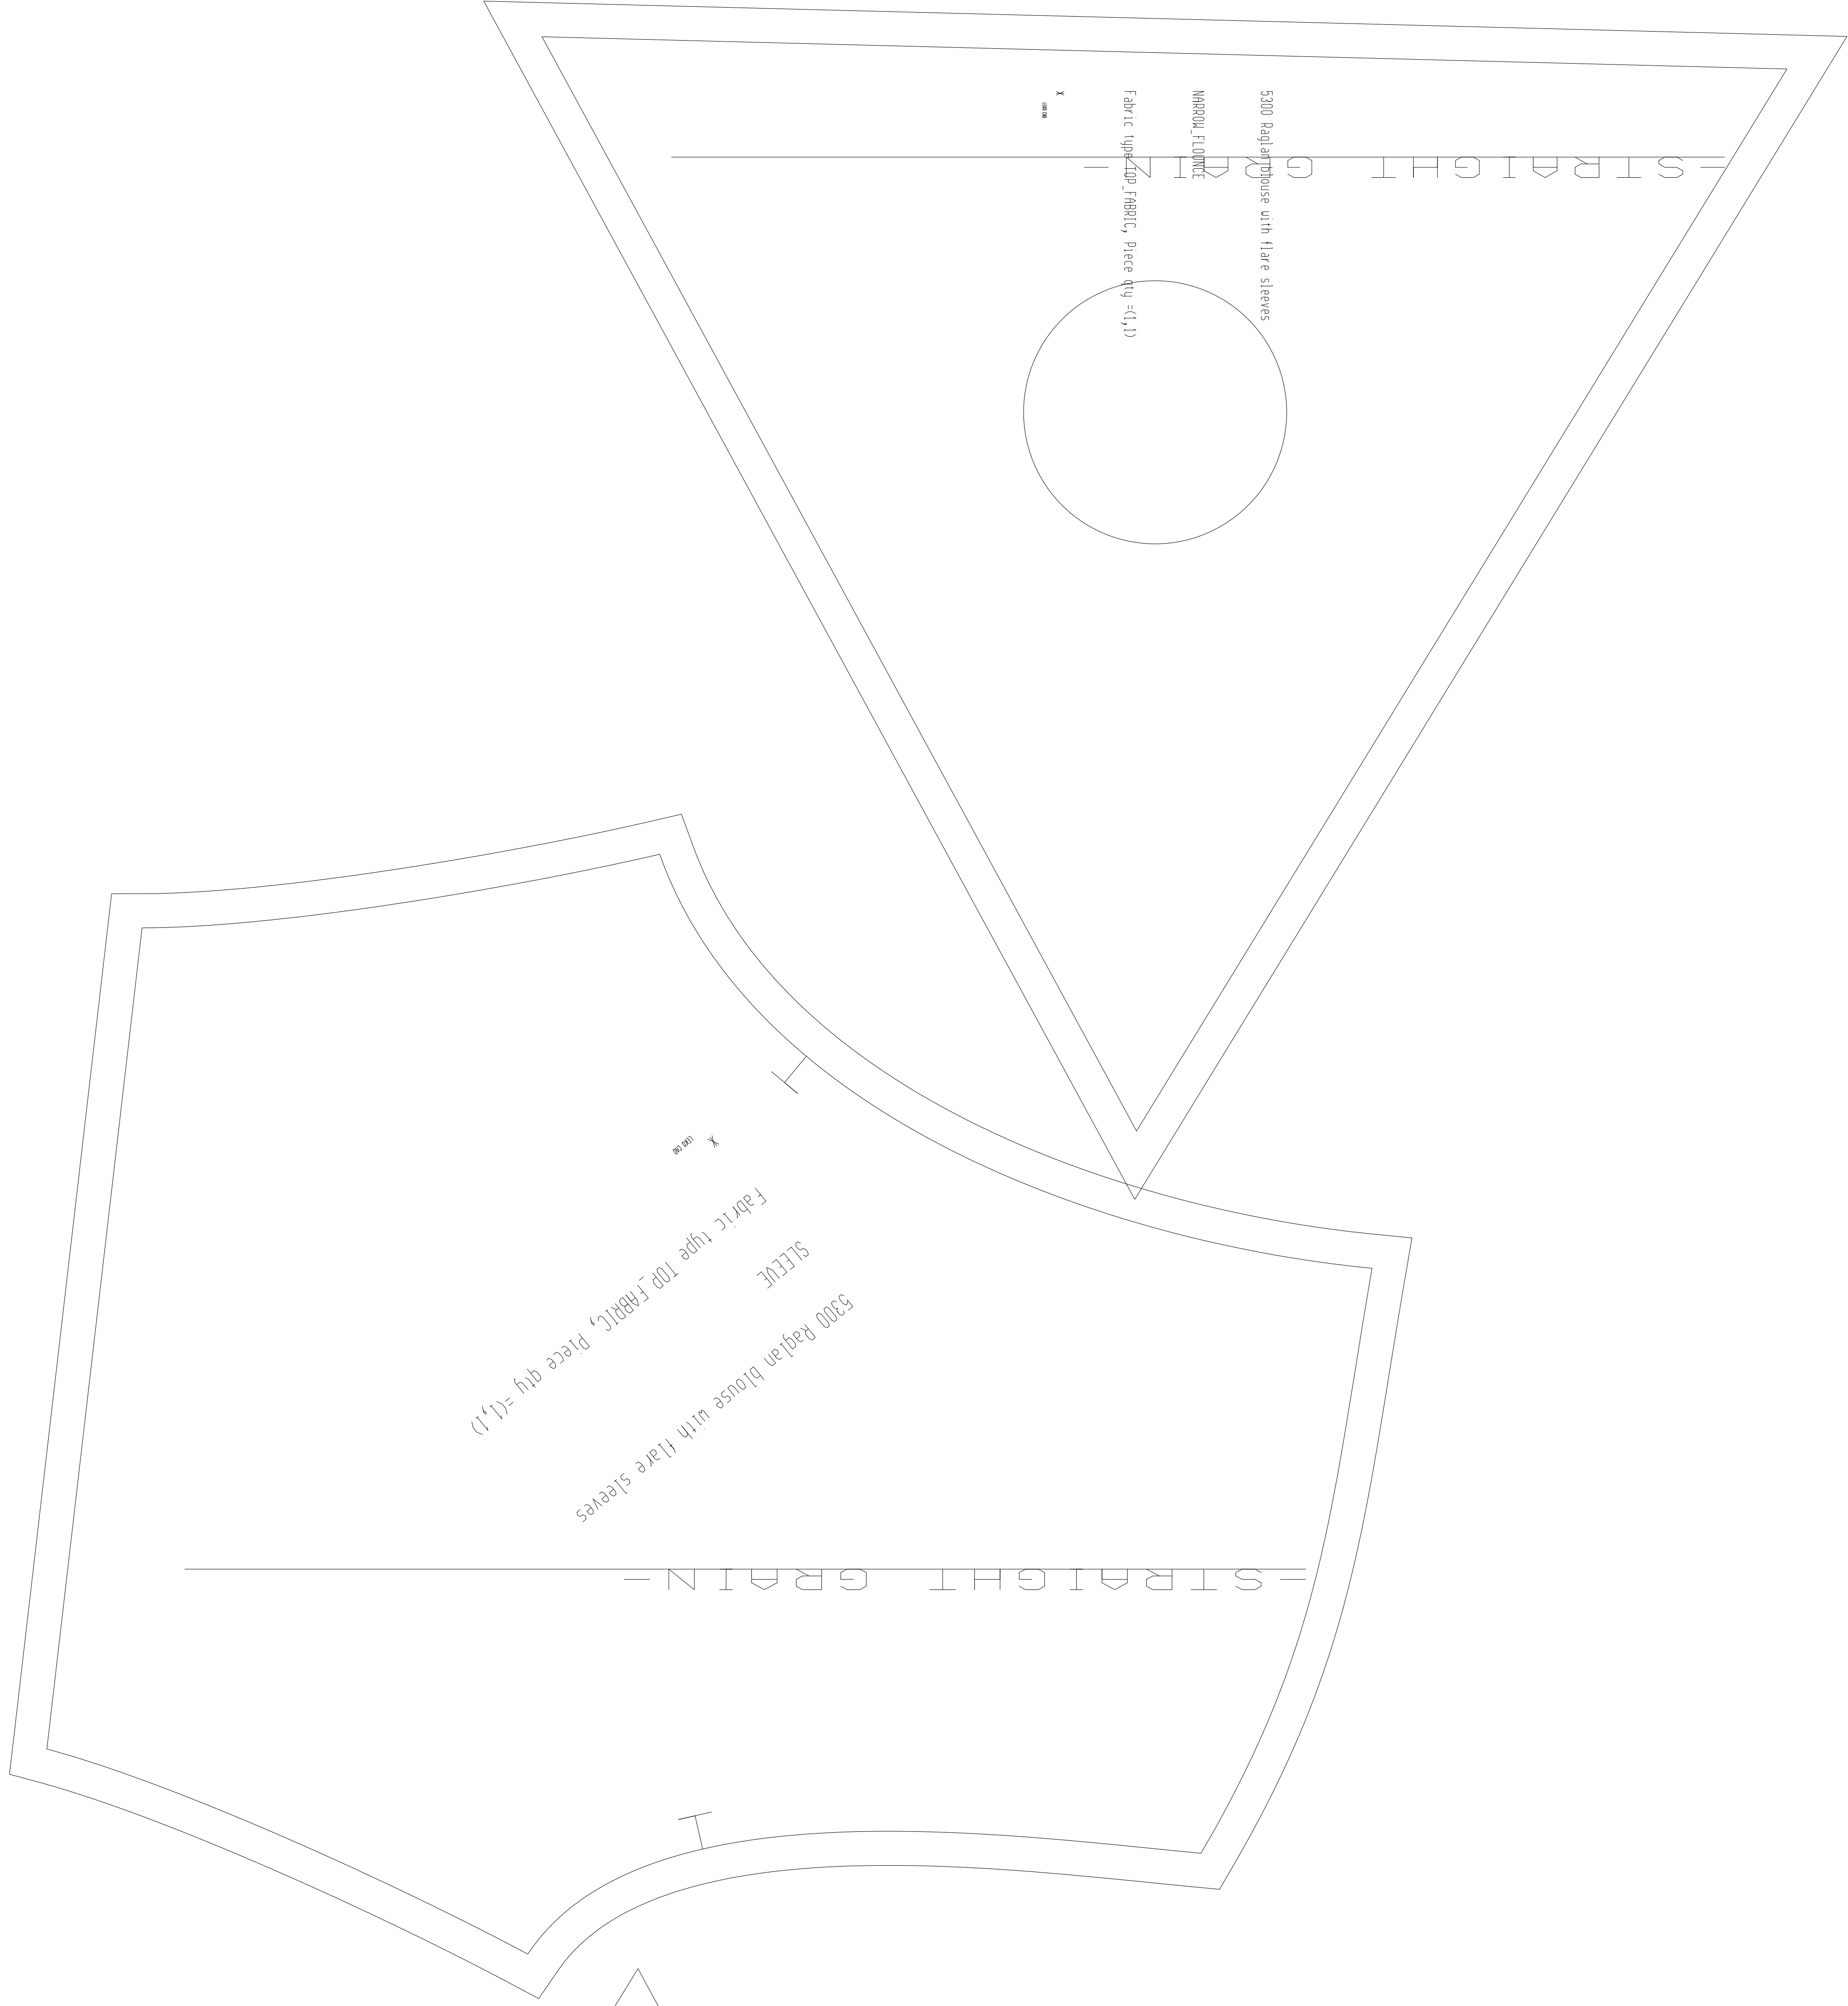 5300 Raglan blouse with flare sleeves
NARROW_FLOUNCE
Fabric type TOP_FABRIC, Piece qty =(1,1)
- STRAIGHT GRAIN -
5300 Raglan blouse with flare sleeves
SLEEVE
Fabric type TOP_FABRIC, Piece qty =(1,1)
- STRAIGHT GRAIN -